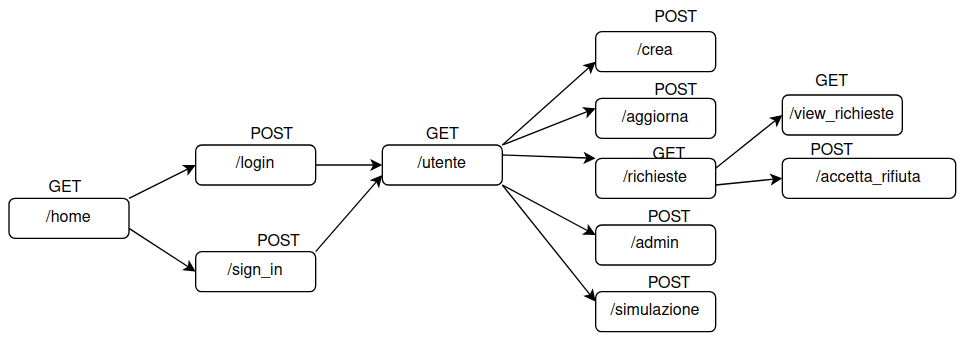 GET
/home
POST
/login
POST
/sign_in
GET
/utente
POST
/crea
POST
/aggiorna
GET
/richieste
POST
/admin
POST
/simulazione
GET
/view_richieste
POST
/accetta_rifiuta